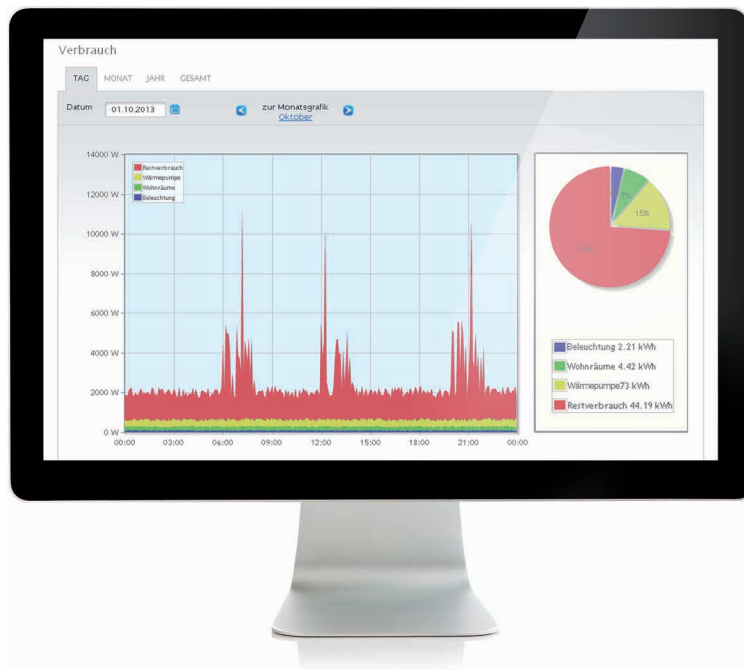 Verbrauch
TAG MONAT JAHR GESAMT
Datum 01.10.2013 zur Monatsgrafik
Oktober
14000 W
12000 W
10000 W
8000 W
6000 W
4000 W
2000 W
0 W
Restverbrauch
Wärmepumpe
Wohnräume
Beleuchtung
00:00 03:00 06:00 09:00 12:00 15:00 18:00 21:00 00:00
7%
15%
Beleuchtung 2.21 kWh
Wohnräume 4.42 kWh
Wärmepumpe73 kWh
Restverbrauch 44.19 kWh